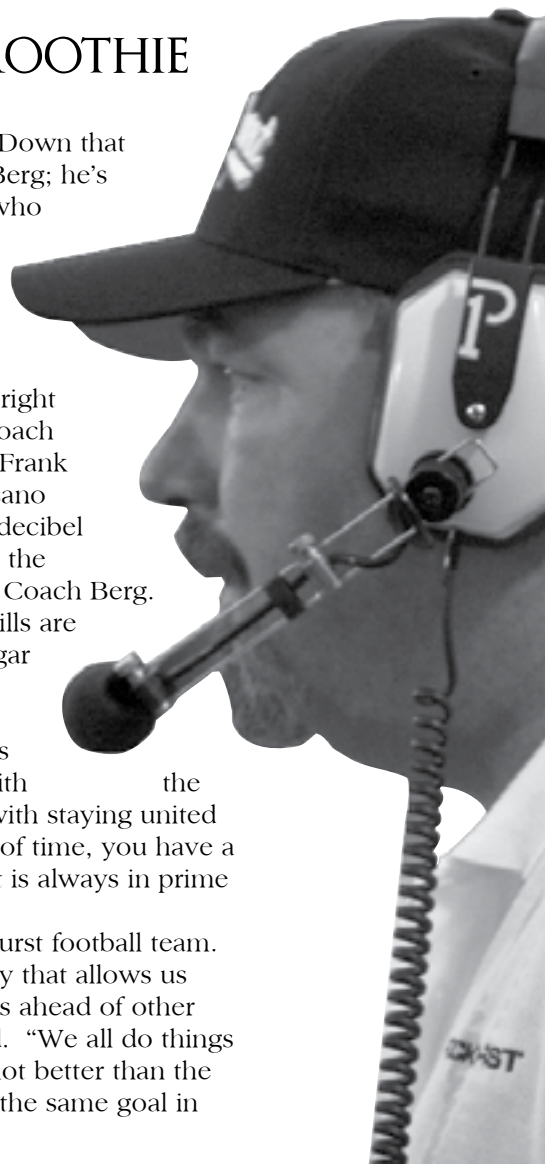 OOTHIE
Down that
Berg; he's
who
right
oach
Frank
ano
decibel
the
Coach Berg.
ills are
gar
s
ith the
with staying united
of time, you have a
is always in prime
urst football team.
y that allows us
s ahead of other
. “We all do things
ot better than the
the same goal in
P
1